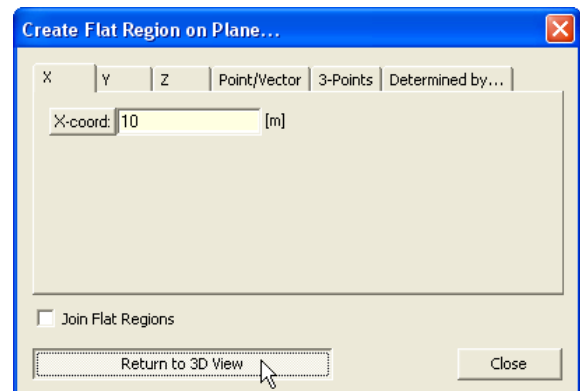 Create Flat Region on Plane...
X Y Z Point/Vector 3-Points Determined by...
X-coord: 10 [m]
Join Flat Regions
Return to 3D View Close